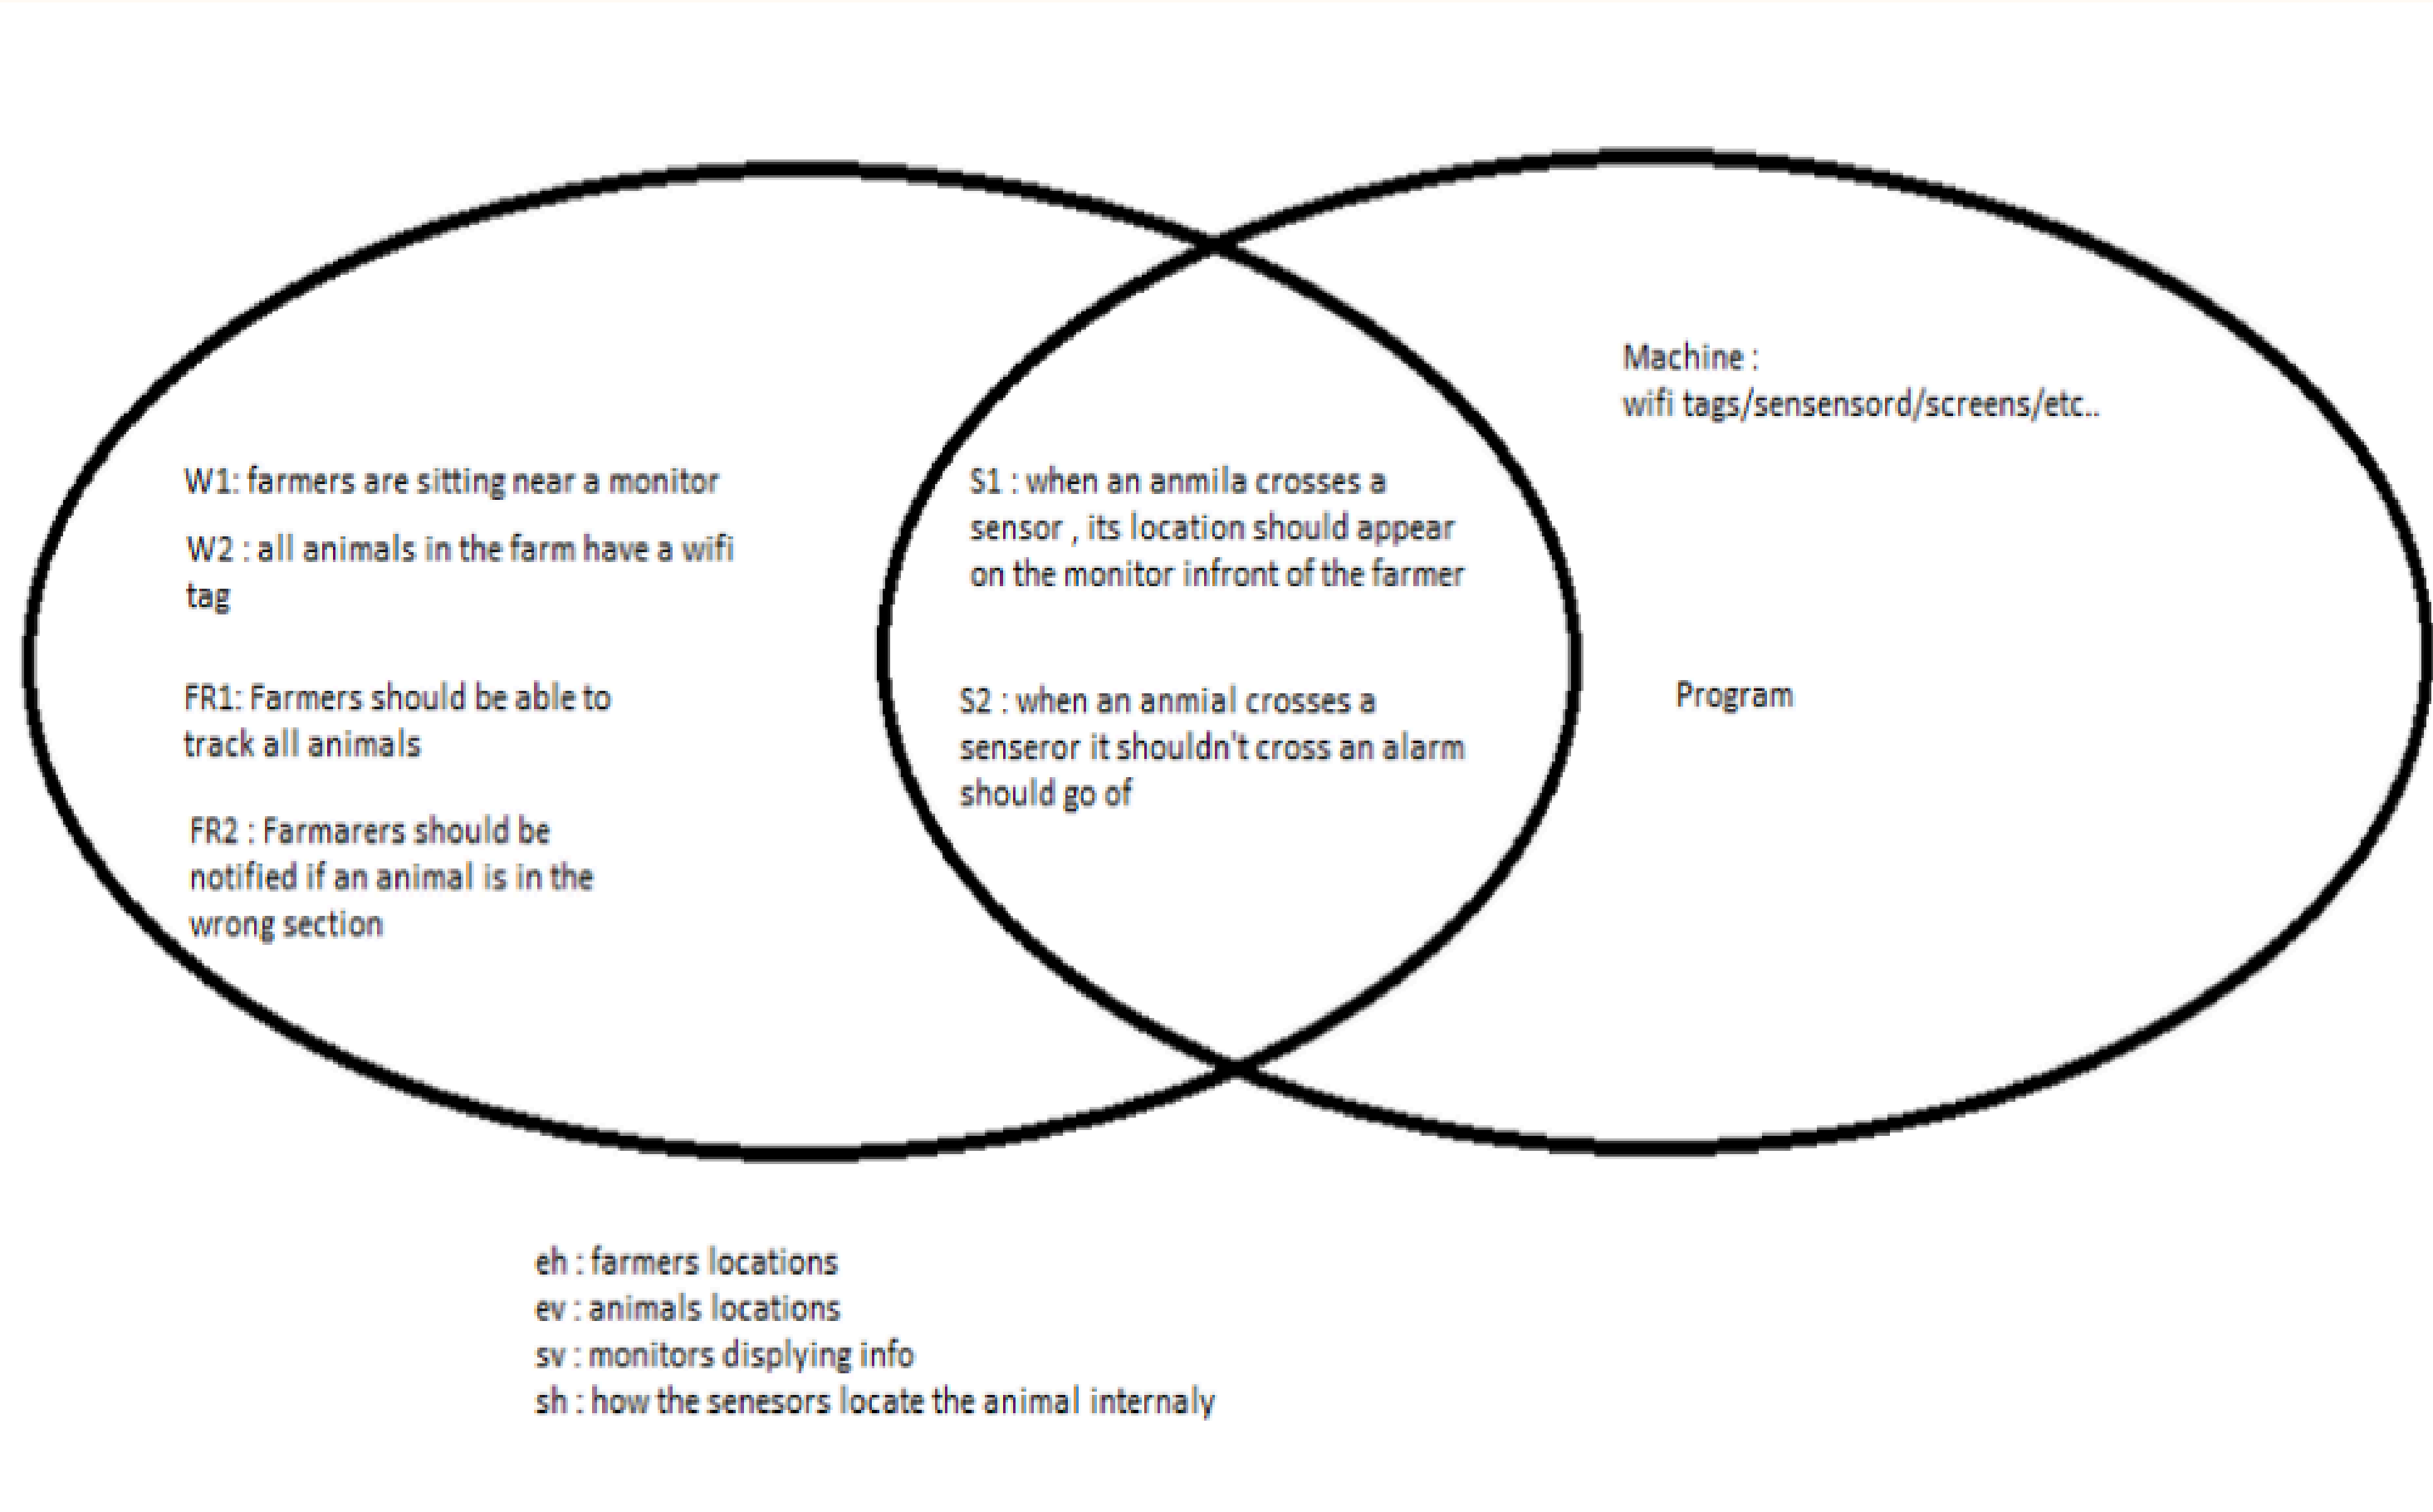 W1: farmers are sitting near a monitor
W2 : all animals in the farm have a wifi
tag
FR1: Farmers should be able to
track all animals
FR2 : Farmarers should be
notified if an animal is in the
wrong section
S1 : when an anmila crosses a
sensor , its location should appear
on the monitor infront of the farmer
S2 : when an anmial crosses a
senseror it shouldn't cross an alarm
should go of
Machine :
wifi tags/sensensord/screens/etc..
Program
eh : farmers locations
ev : animals locations
sv : monitors displying info
sh : how the senesors locate the animal internaly